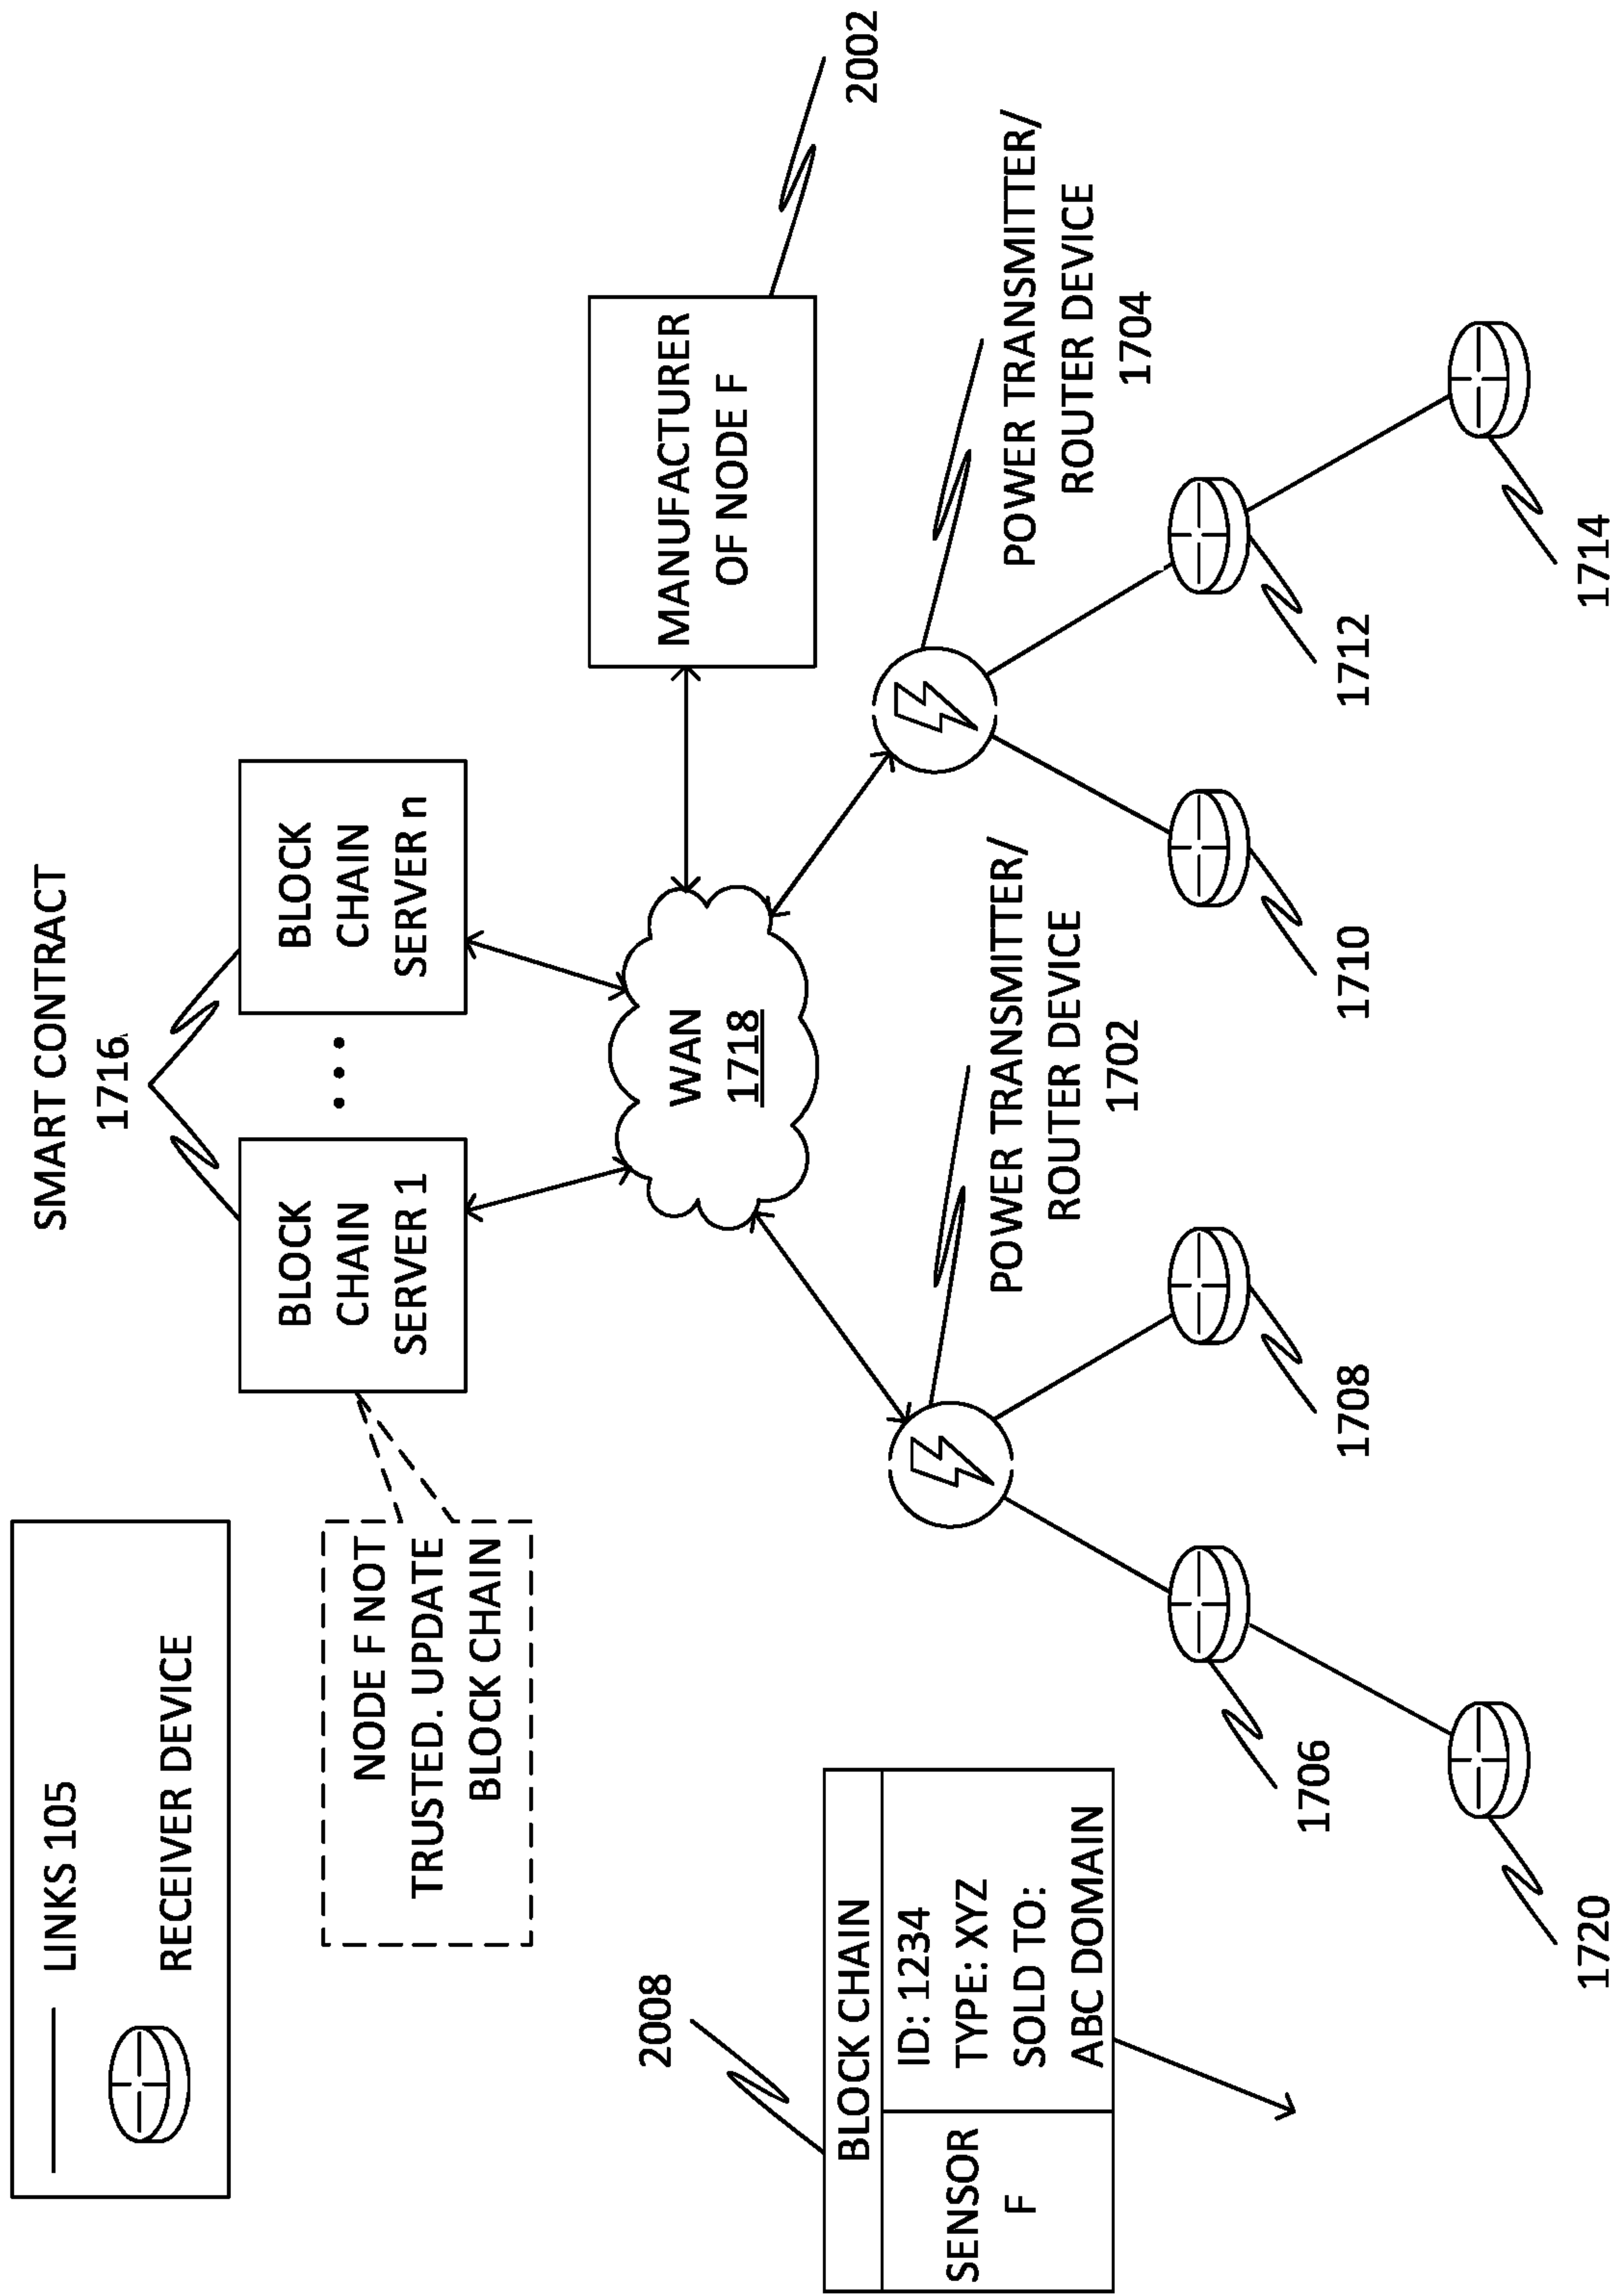 LINKS 105
RECEIVER DEVICE
SMART CONTRACT
1716
NODE F NOT
TRUSTED. UPDATE
BLOCK CHAIN
BLOCK
CHAIN
SERVER 1
BLOCK
CHAIN
SERVER n
WAN
1718
MANUFACTURER
OF NODE F
2002
2008
BLOCK CHAIN
SENSOR
F
ID: 1234
TYPE: XYZ
SOLD TO:
ABC DOMAIN
POWER TRANSMITTER/
ROUTER DEVICE
1702
POWER TRANSMITTER/
ROUTER DEVICE
1704
1706
1708
1710
1712
1720
1714